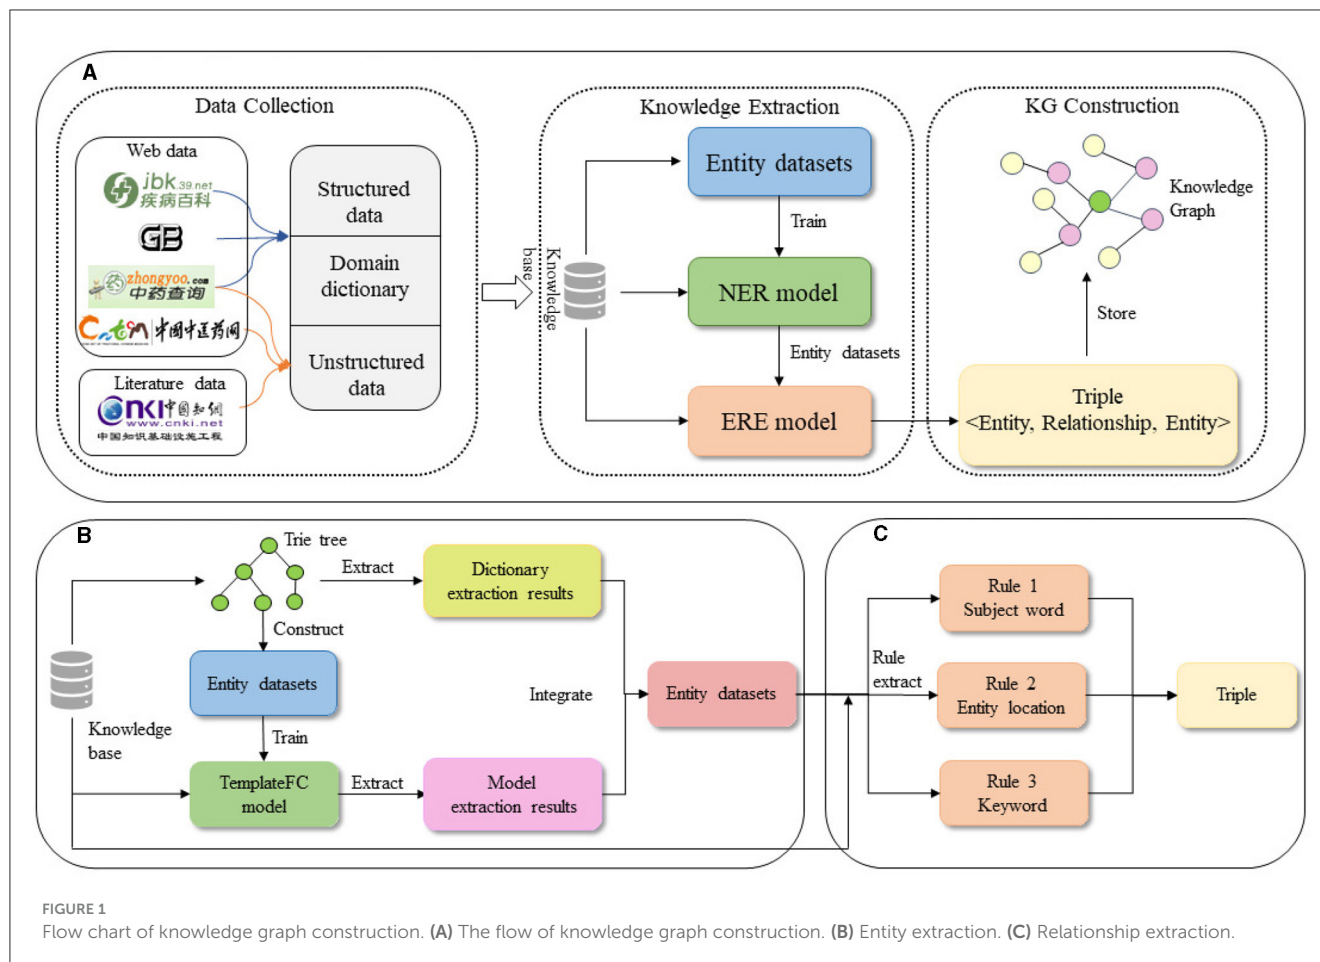 A
Data Collection
Web data
jbk.39.net
疾病百科
GB
zhongyoo.com
中药查询
中国中医药网
Literature data
Cnki中国知网
www.cnki.net
中国知识基础设施工程
Structured
data
Domain
dictionary
Unstructured
data
Knowledge
base
Knowledge Extraction
Entity datasets
Train
NER model
Entity datasets
ERE model
KG Construction
Knowledge
Graph
Store
Triple
<Entity, Relationship, Entity>
B
Trie tree
Extract
Dictionary
extraction results
Construct
Entity datasets
Train
Knowledge
base
TemplateFC
model
Extract
Model
extraction results
Integrate
Entity datasets
C
Rule
extract
Rule 1
Subject word
Rule 2
Entity location
Rule 3
Keyword
Triple
FIGURE 1
Flow chart of knowledge graph construction. (A) The flow of knowledge graph construction. (B) Entity extraction. (C) Relationship extraction.